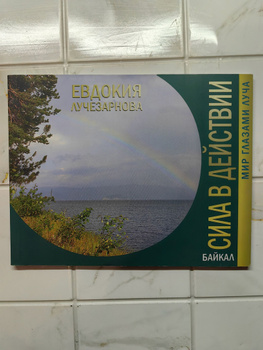 ЕВДОКИЯ
ЛУЧЕЗАРНОВА
БАЙКАЛ
СИЛА В ДЕЙСТВИИ
МИР ГЛАЗАМИ ЛУЧА